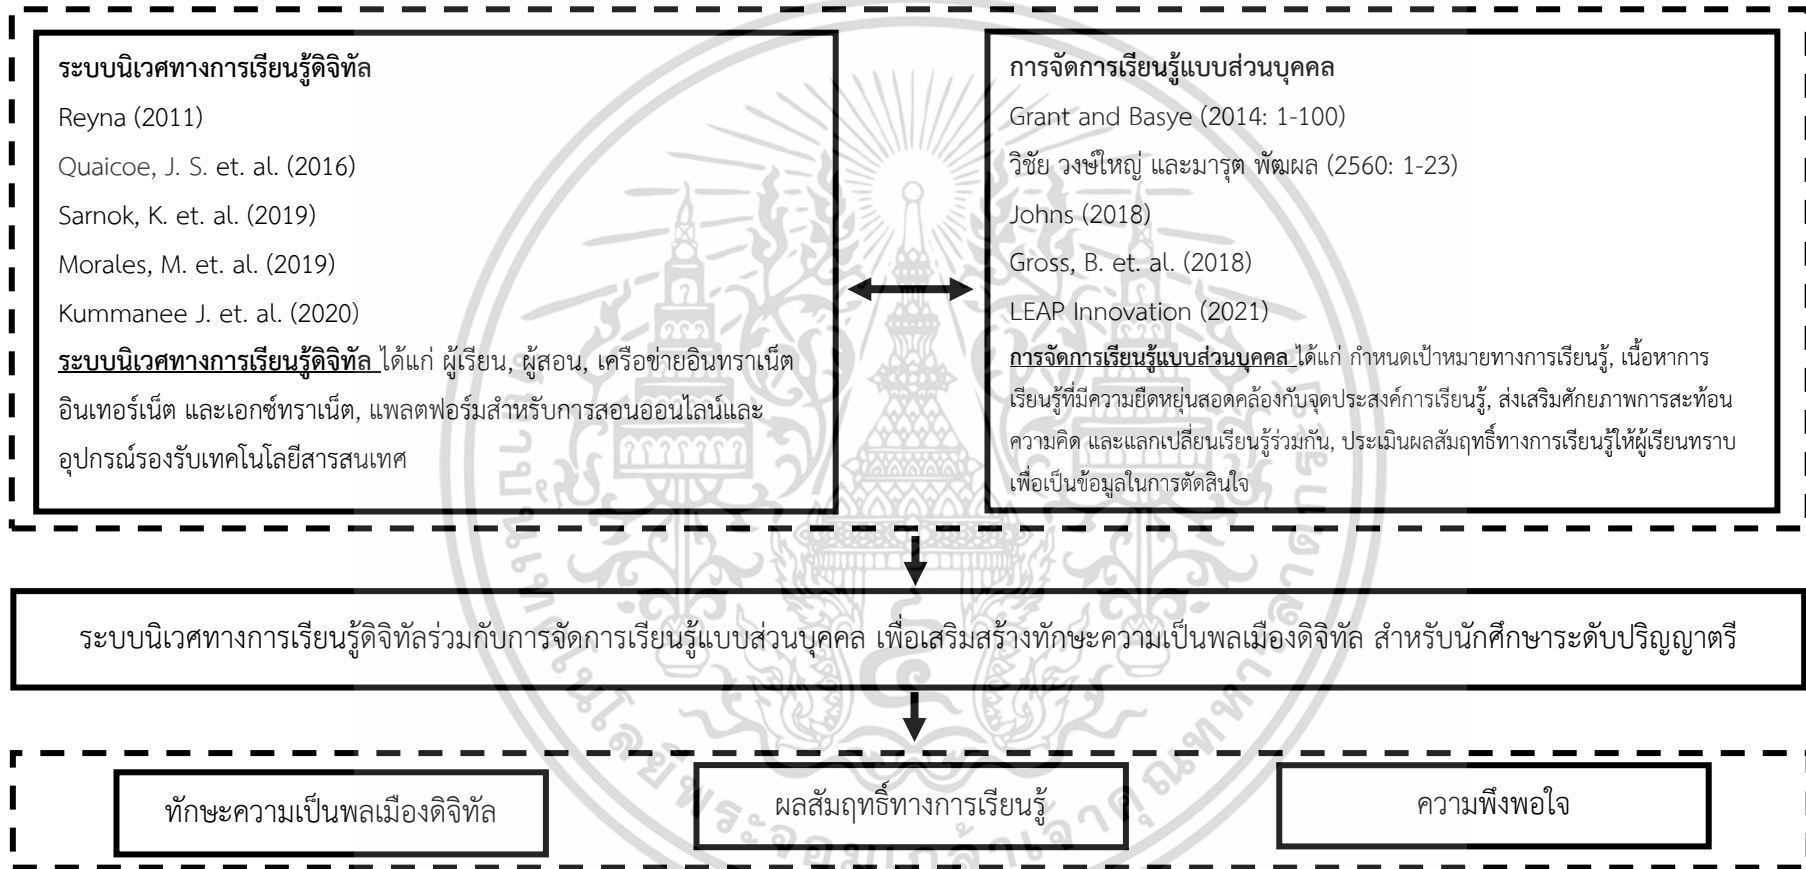 ระบบนิเวศทางการเรียนรู้ดิจิทัล
Reyna (2011)
Quaicoe, J. S. et. al. (2016)
Sarnok, K. et. al. (2019)
Morales, M. et. al. (2019)
Kummanee J. et. al. (2020)
ระบบนิเวศทางการเรียนรู้ดิจิทัล ได้แก่ ผู้เรียน, ผู้สอน, เครือข่ายอินทราเน็ต
อินเทอร์เน็ต และเอกซ์ทราเน็ต, แพลตฟอร์มสำหรับการสอนออนไลน์และ
อุปกรณ์รองรับเทคโนโลยีสารสนเทศ
การจัดการเรียนรู้แบบส่วนบุคคล
Grant and Basye (2014: 1-100)
วิชัย วงษ์ใหญ่ และมารุต พัฒผล (2560: 1-23)
Johns (2018)
Gross, B. et. al. (2018)
LEAP Innovation (2021)
การจัดการเรียนรู้แบบส่วนบุคคล ได้แก่ กำหนดเป้าหมายทางการเรียนรู้, เนื้อหาการ
เรียนรู้ที่มีความยืดหยุ่นสอดคล้องกับจุดประสงค์การเรียนรู้, ส่งเสริมศักยภาพการสะท้อน
ความคิด และแลกเปลี่ยนเรียนรู้ร่วมกัน, ประเมินผลสัมฤทธิ์ทางการเรียนรู้ให้ผู้เรียนทราบ
เพื่อเป็นข้อมูลในการตัดสินใจ
ระบบนิเวศทางการเรียนรู้ดิจิทัลร่วมกับการจัดการเรียนรู้แบบส่วนบุคคล เพื่อเสริมสร้างทักษะความเป็นพลเมืองดิจิทัล สำหรับนักศึกษาระดับปริญญาตรี
ทักษะความเป็นพลเมืองดิจิทัล
ผลสัมฤทธิ์ทางการเรียนรู้
ความพึงพอใจ